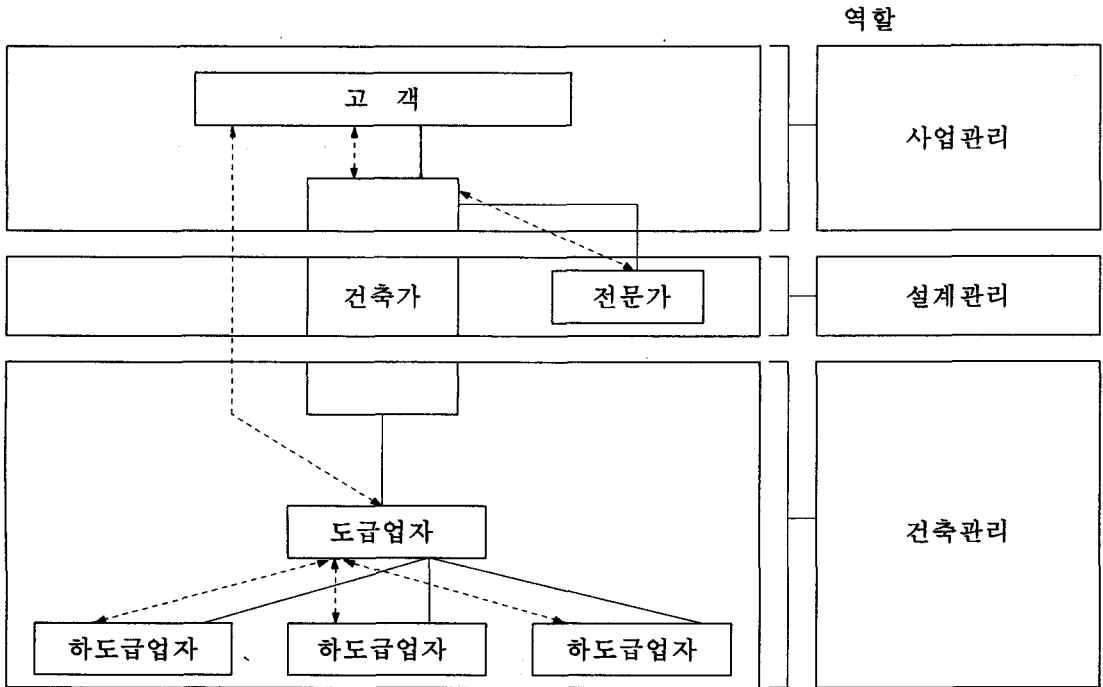 역할
고 객
사업관리
건축가
전문가
설계관리
도급업자
건축관리
하도급업자
하도급업자
하도급업자